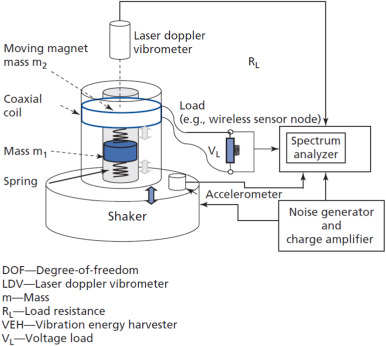 Laser doppler
vibrometer
Moving magnet
mass m2
RL
Coaxial
coil
Load
(e.g., wireless sensor node)
Mass m1
VL
Spectrum
analyzer
Spring
Accelerometer
Shaker
Noise generator
and
charge amplifier
DOF—Degree-of-freedom
LDV—Laser doppler vibrometer
m—Mass
RL—Load resistance
VEH—Vibration energy harvester
VL—Voltage load